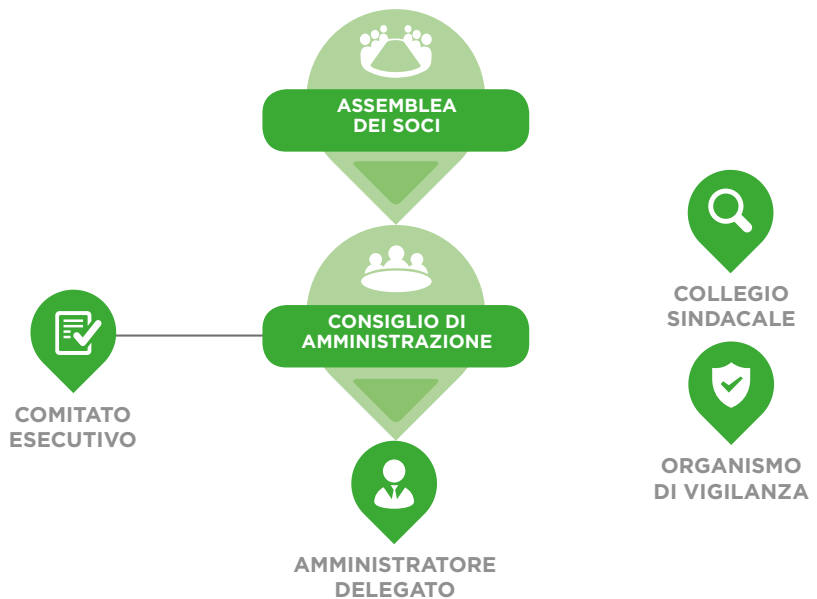 ASSEMBLEA
DEI SOCI
COLLEGIO
SINDACALE
CONSIGLIO DI
AMMINISTRAZIONE
COMITATO
ESECUTIVO
ORGANISMO
DI VIGILANZA
AMMINISTRATORE
DELEGATO